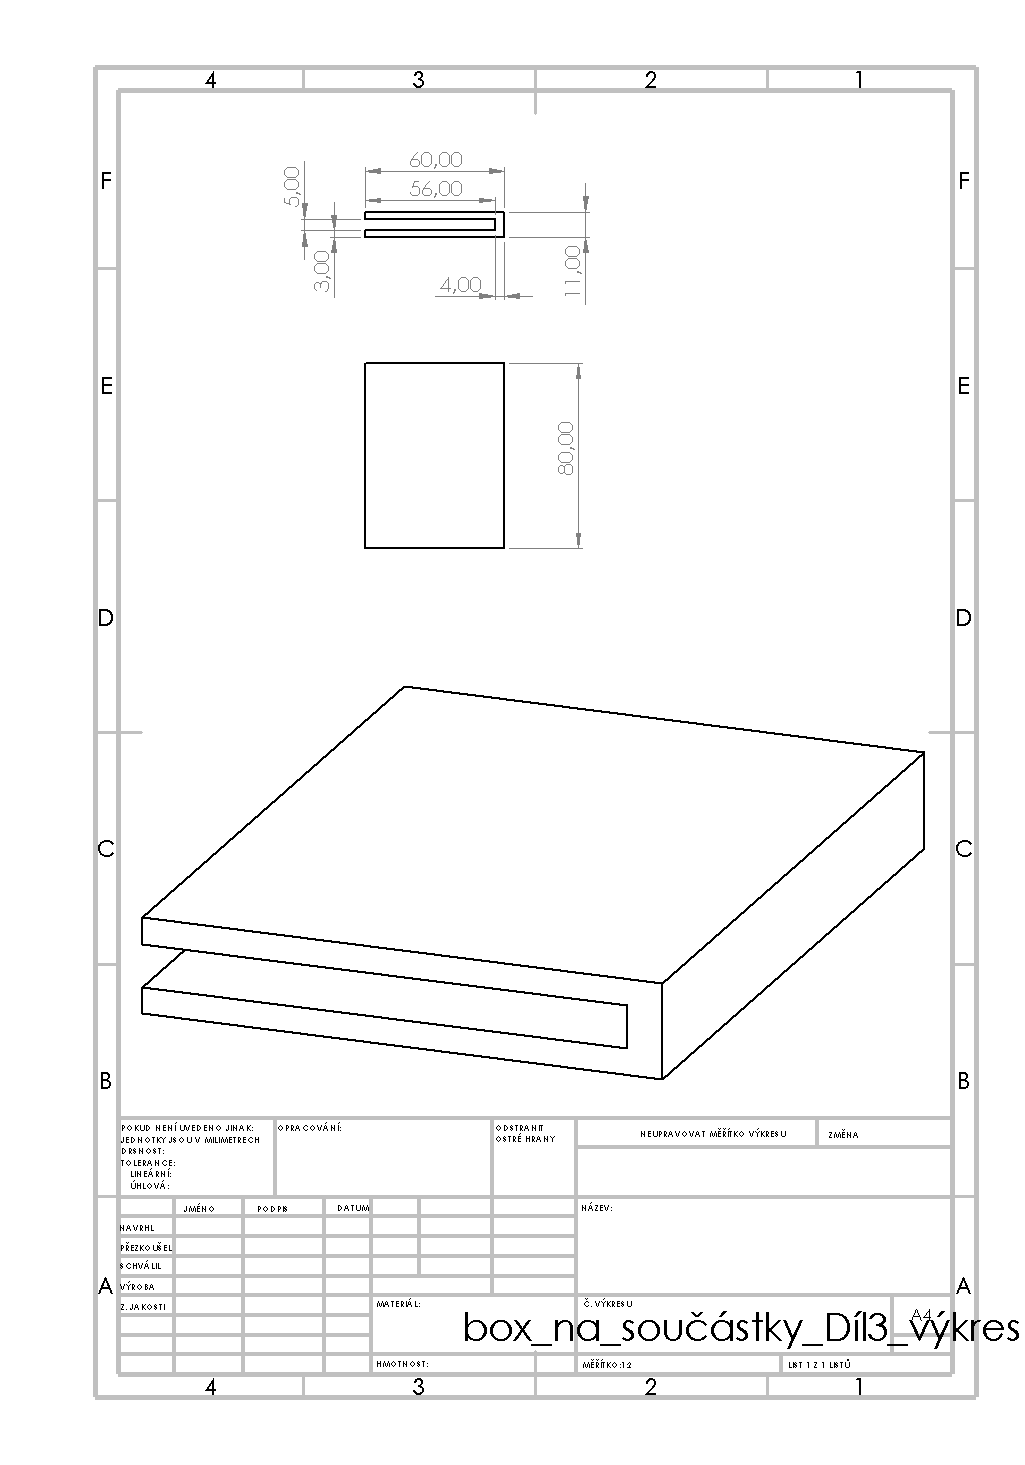 4 3 2 1
60,00
56,00
5,00
3,00
4,00
11,00
80,00
F F
E E
D D
C C
B B
A A
POKUD NENÍ UVEDENO JINAK:
JEDNOTKY JSOU V MILIMETRECH
DRSNOST:
TOLERANCE:
LINEÁRNÍ:
ÚHLOVÁ:
OPRACOVÁNÍ:
ODSTRANIT
OSTRÉ HRANY
NEUPRAVOVAT MĚŘÍTKO VÝKRESU
ZMĚNA
JMÉNO PODPIS DATUM
NAVRHL
PŘEZKOUŠEL
SCHVÁLIL
VÝROBA
Z. JAKOSTI
NÁZEV:
MATERIÁL:
Č. VÝKRESU
A4
box_na_součástky_Díl3_výkres
HMOTNOST:
MĚŘÍTKO:1:2
LIST 1 Z 1 LISTŮ
4 3 2 1